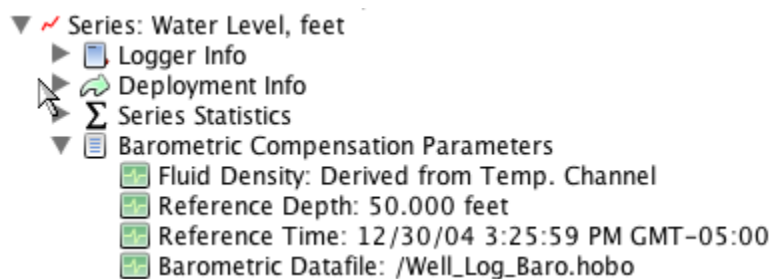 Series: Water Level, feet
Logger Info
Deployment Info
Series Statistics
Barometric Compensation Parameters
Fluid Density: Derived from Temp. Channel
Reference Depth: 50.000 feet
Reference Time: 12/30/04 3:25:59 PM GMT-05:00
Barometric Datafile: /Well_Log_Baro.hobo